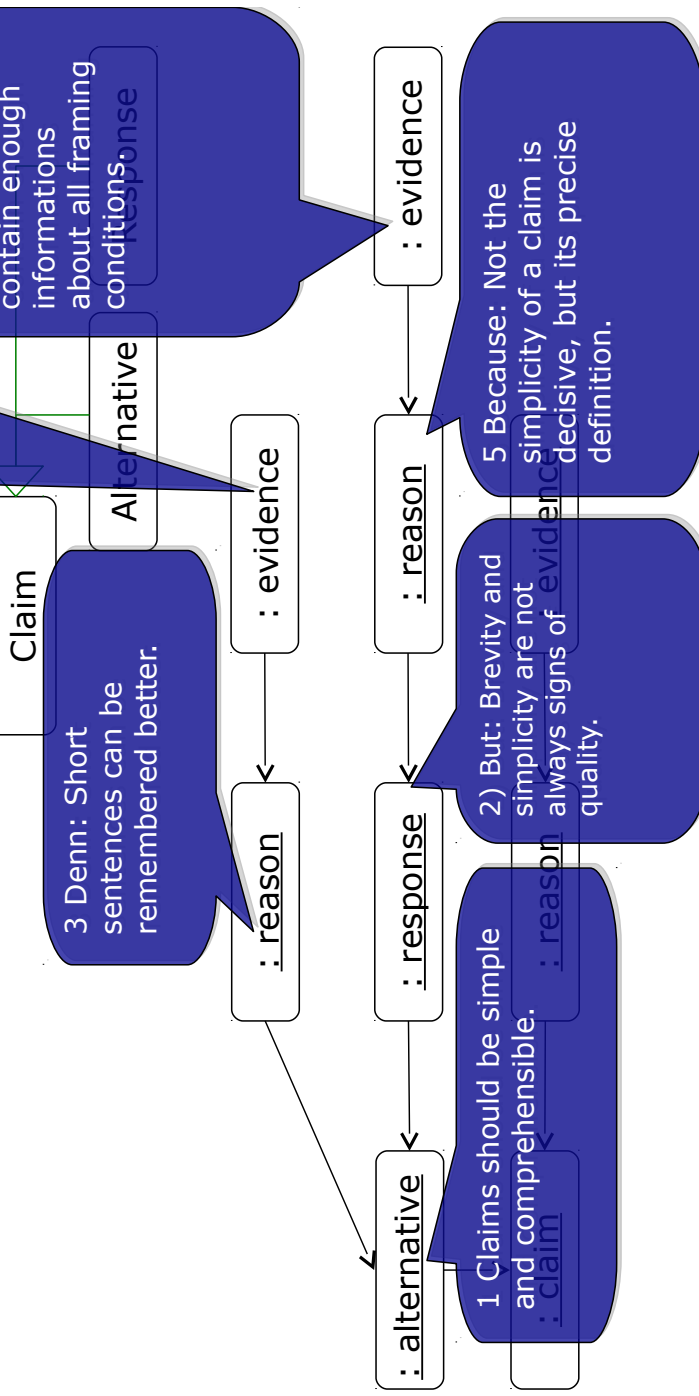 contain enough
informations
about all framing
conditions.
Response
Alternative
Claim
: evidence
: evidence
5 Because: Not the
simplicity of a claim is
decisive, but its precise
definition.
: evidence
: reason
2) But: Brevity and
simplicity are not
always signs of
quality.
3 Denn: Short
sentences can be
remembered better.
: reason
: response
: reason
1 Claims should be simple
and comprehensible.
: alternative
: claim